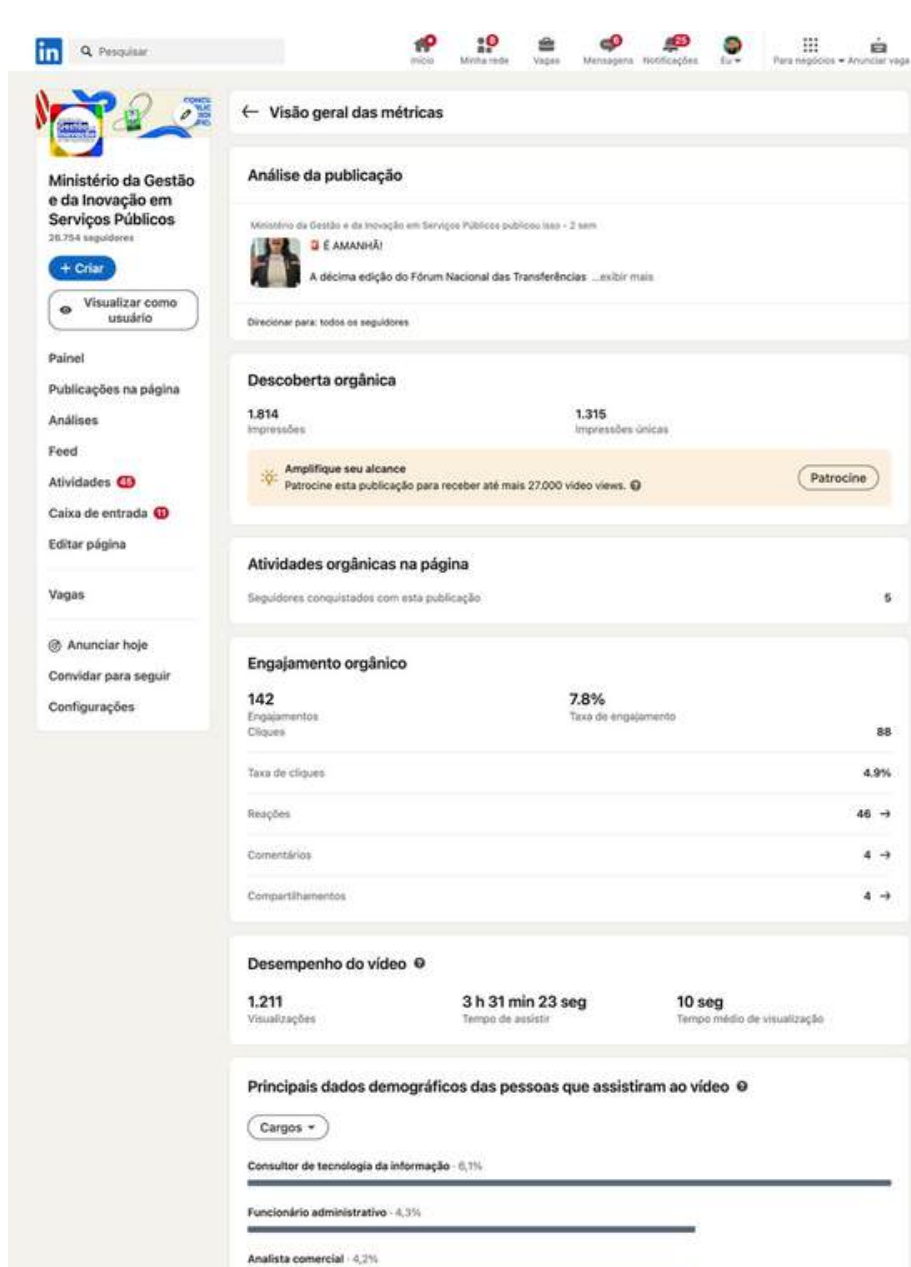 in Pesquisar
Início Minha rede Vagas Mensagens Notificações Eu Para negócios Anunciar vaga
8 6 25
Visão geral das métricas
Ministério da Gestão
e da Inovação em
Serviços Públicos
26.754 seguidores
+ Criar
Visualizar como
usuário
Painel
Publicações na página
Análises
Feed
Atividades 45
Caixa de entrada 11
Editar página
Vagas
Anunciar hoje
Convidar para seguir
Configurações
Análise da publicação
Ministério da Gestão e da Inovação em Serviços Públicos publicou isso • 2 sem
É AMANHÃ!
A décima edição do Fórum Nacional das Transferências ...exibir mais
Direcionar para: todos os seguidores
Descoberta orgânica
1.814 1.315
Impressões Impressões únicas
Amplifique seu alcance
Patrocine esta publicação para receber até mais 27.000 video views.
Patrocine
Atividades orgânicas na página
Seguidores conquistados com esta publicação 5
Engajamento orgânico
142 7.8%
Engajamentos Taxa de engajamento
Cliques 88
Taxa de cliques 4.9%
Reações 46
Comentários 4
Compartilhamentos 4
Desempenho do vídeo
1.211 3 h 31 min 23 seg 10 seg
Visualizações Tempo de assistir Tempo médio de visualização
Principais dados demográficos das pessoas que assistiram ao vídeo
Cargos
Consultor de tecnologia da informação · 6,1%
Funcionário administrativo · 4,3%
Analista comercial · 4,2%